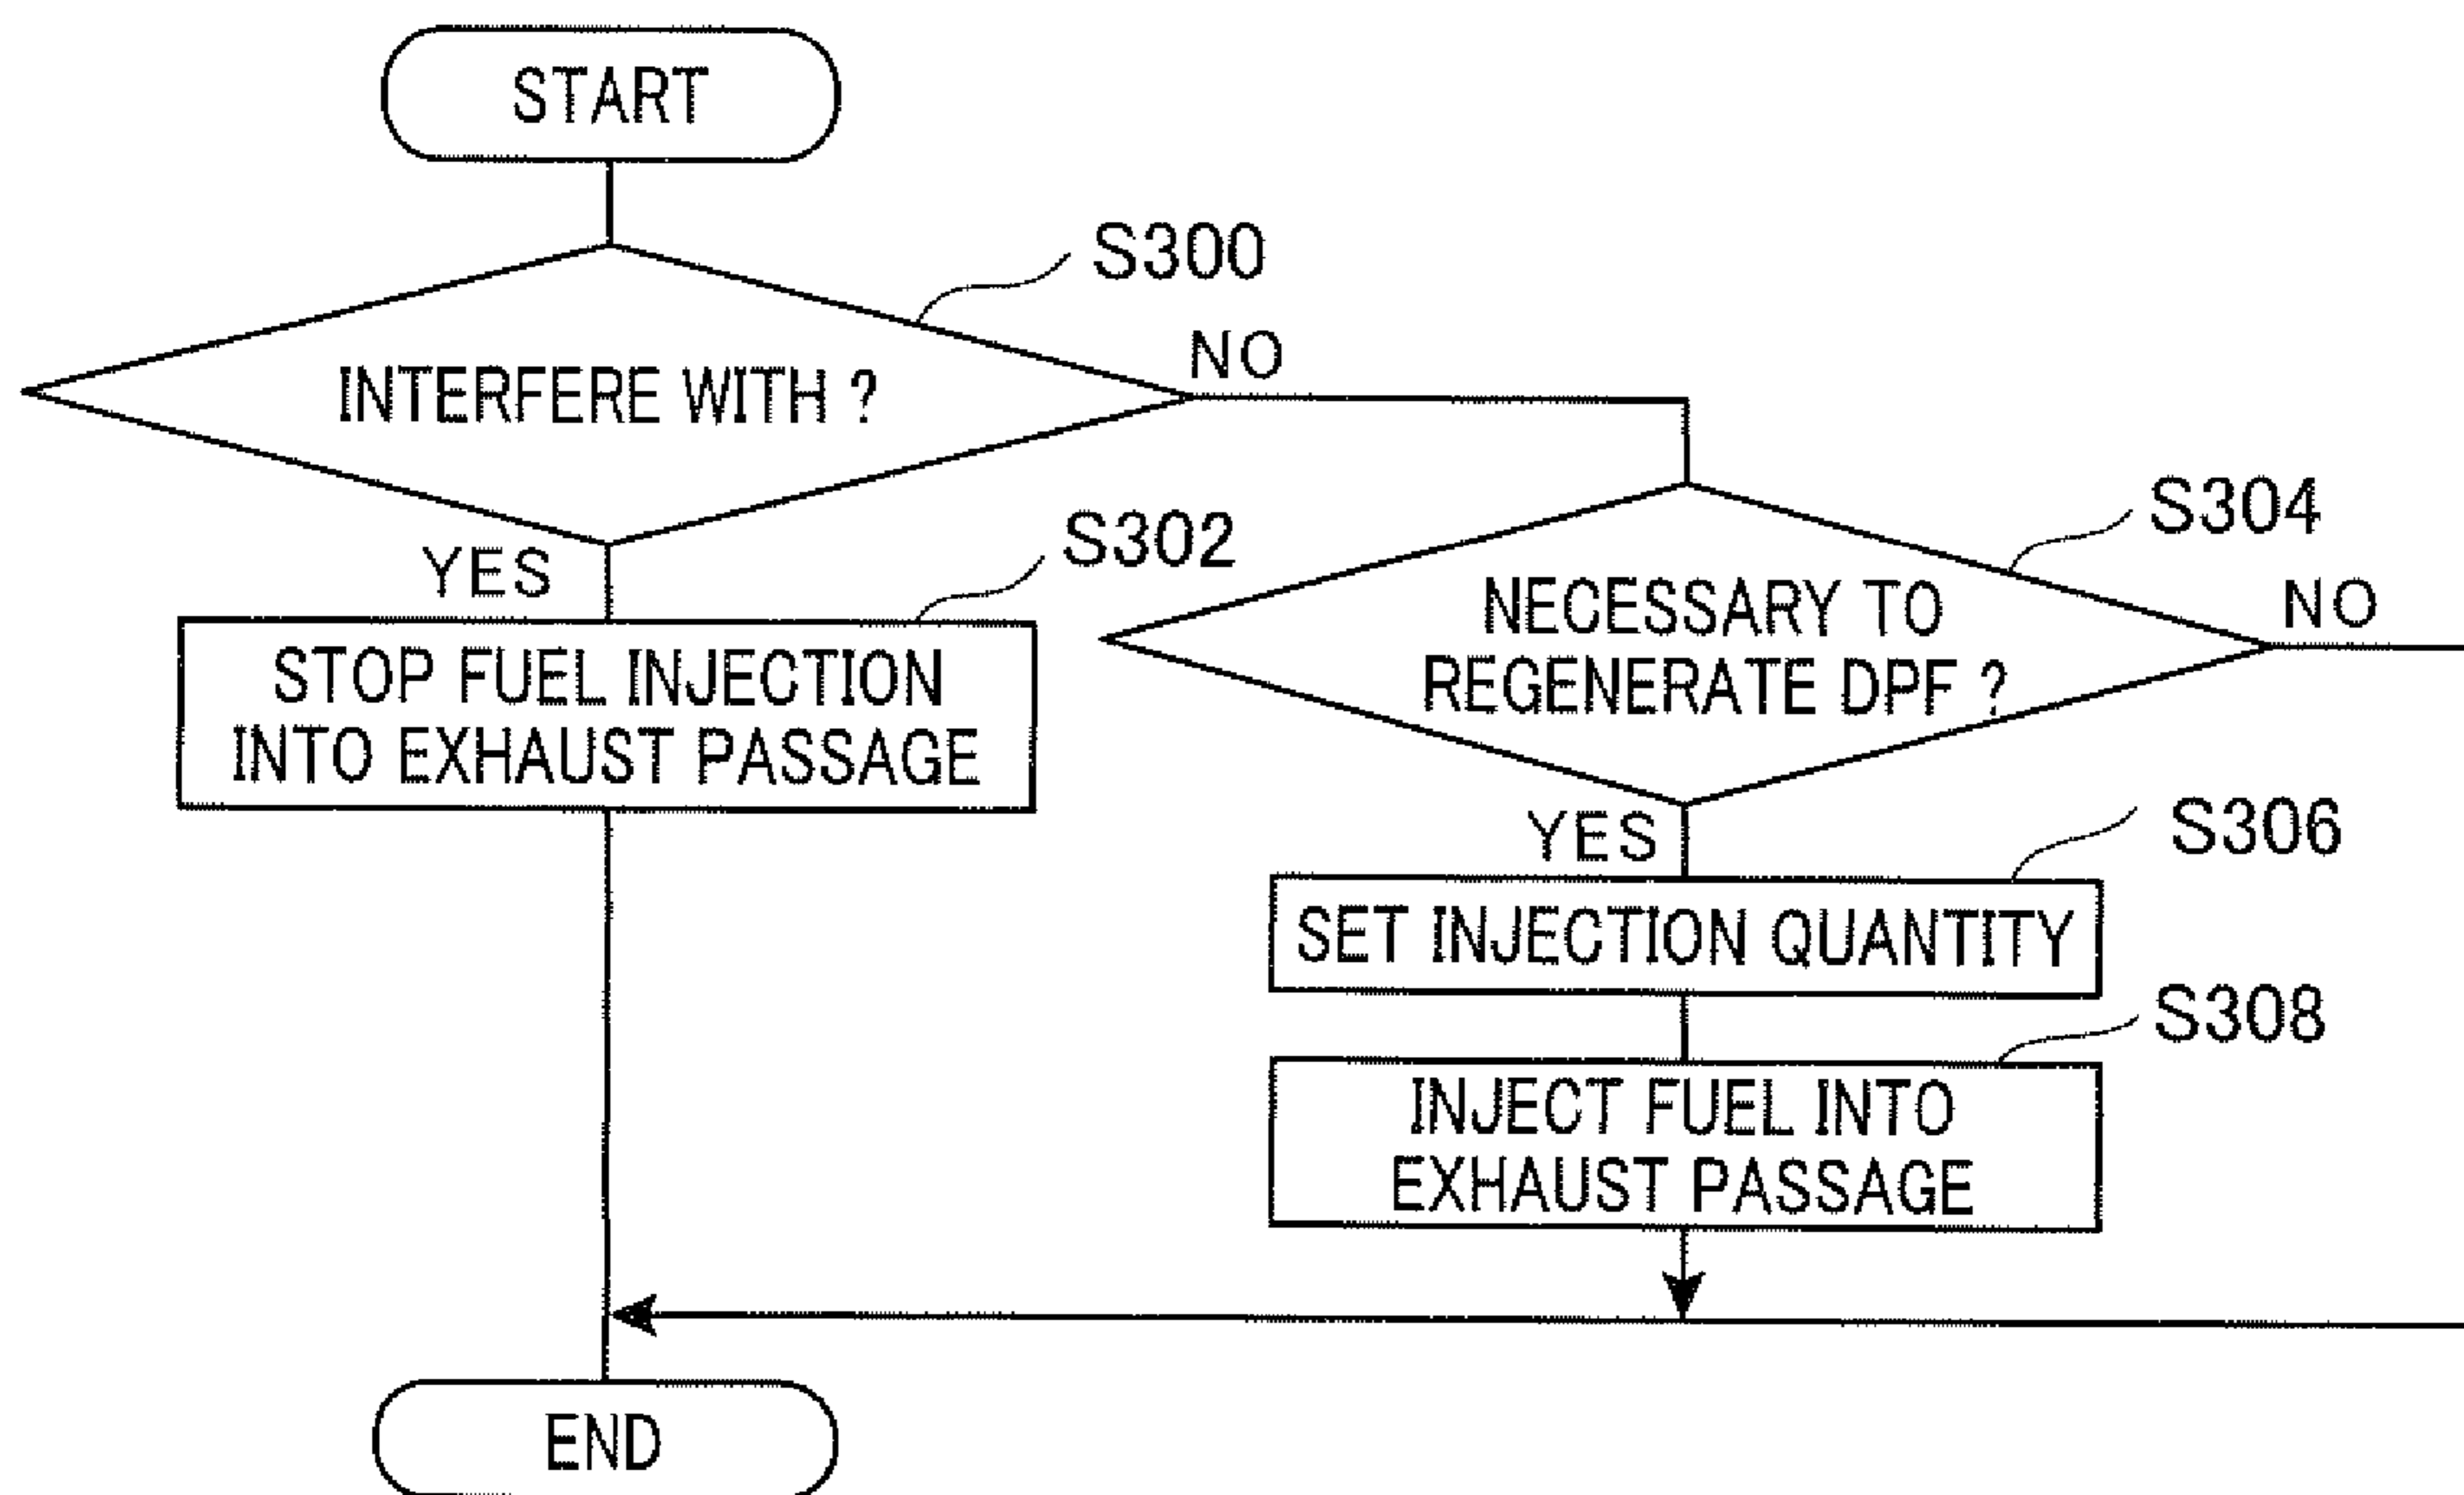 START
S300
INTERFERE WITH ?
NO
YES
S302
STOP FUEL INJECTION
INTO EXHAUST PASSAGE
S304
NECESSARY TO
REGENERATE DPF ?
NO
YES
S306
SET INJECTION QUANTITY
S308
INJECT FUEL INTO
EXHAUST PASSAGE
END